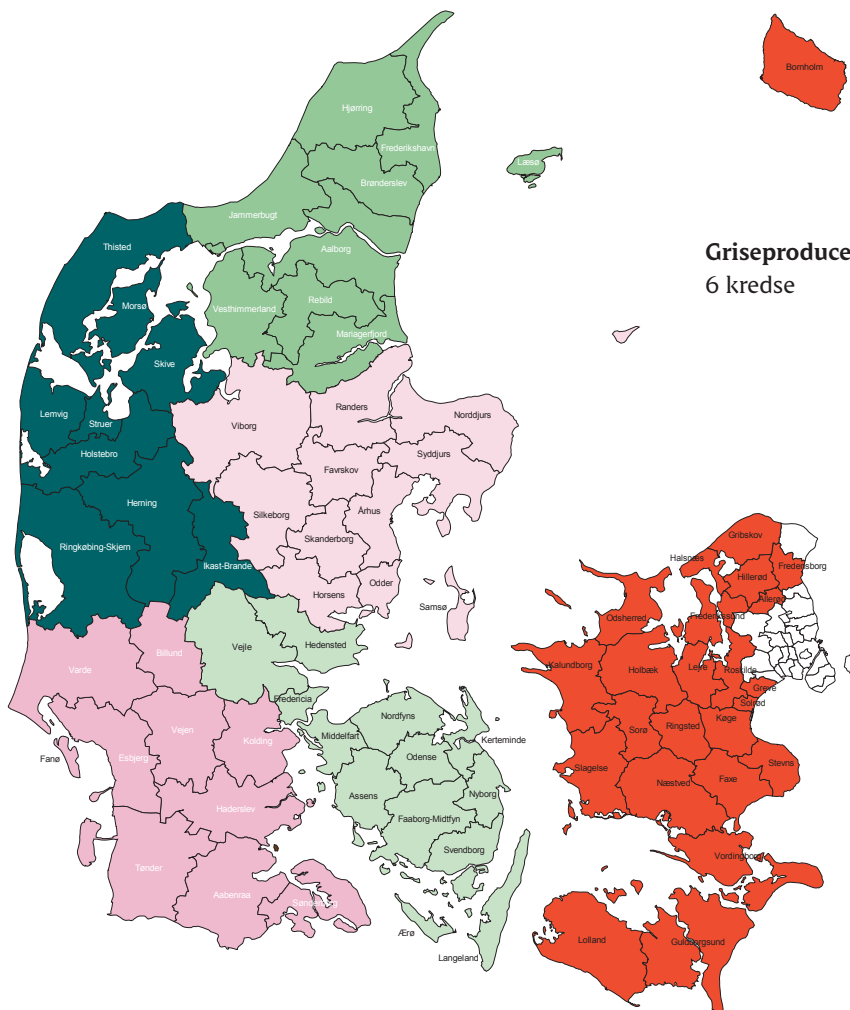 Bornholm
Hjørring
Frederikshavn
Læsø
Brønderslev
Jammerbugt
Thisted
Aalborg
Griseproduce
6 kredse
Morsø
Vesthimmerland
Rebild
Mariagerfjord
Skive
Lemvig
Struer
Viborg
Randers
Norddjurs
Holstebro
Favrskov
Syddjurs
Herning
Silkeborg
Århus
Ringkøbing-Skjern
Skanderborg
Ikast-Brande
Horsens
Odder
Samsø
Gribskov
Halsnæs
Hillerød
Fredensborg
Allerød
Odsherred
Frederikssund
Vejle
Hedensted
Varde
Billund
Kalundborg
Holbæk
Lejre
Roskilde
Greve
Solrød
Fredericia
Nordfyns
Middelfart
Kerteminde
Vejen
Kolding
Fanø
Esbjerg
Odense
Sorø
Ringsted
Køge
Stevns
Slagelse
Næstved
Faxe
Assens
Nyborg
Haderslev
Faaborg-Midtfyn
Svendborg
Vordingborg
Tønder
Aabenraa
Sønderborg
Ærø
Langeland
Lolland
Guldborgsund